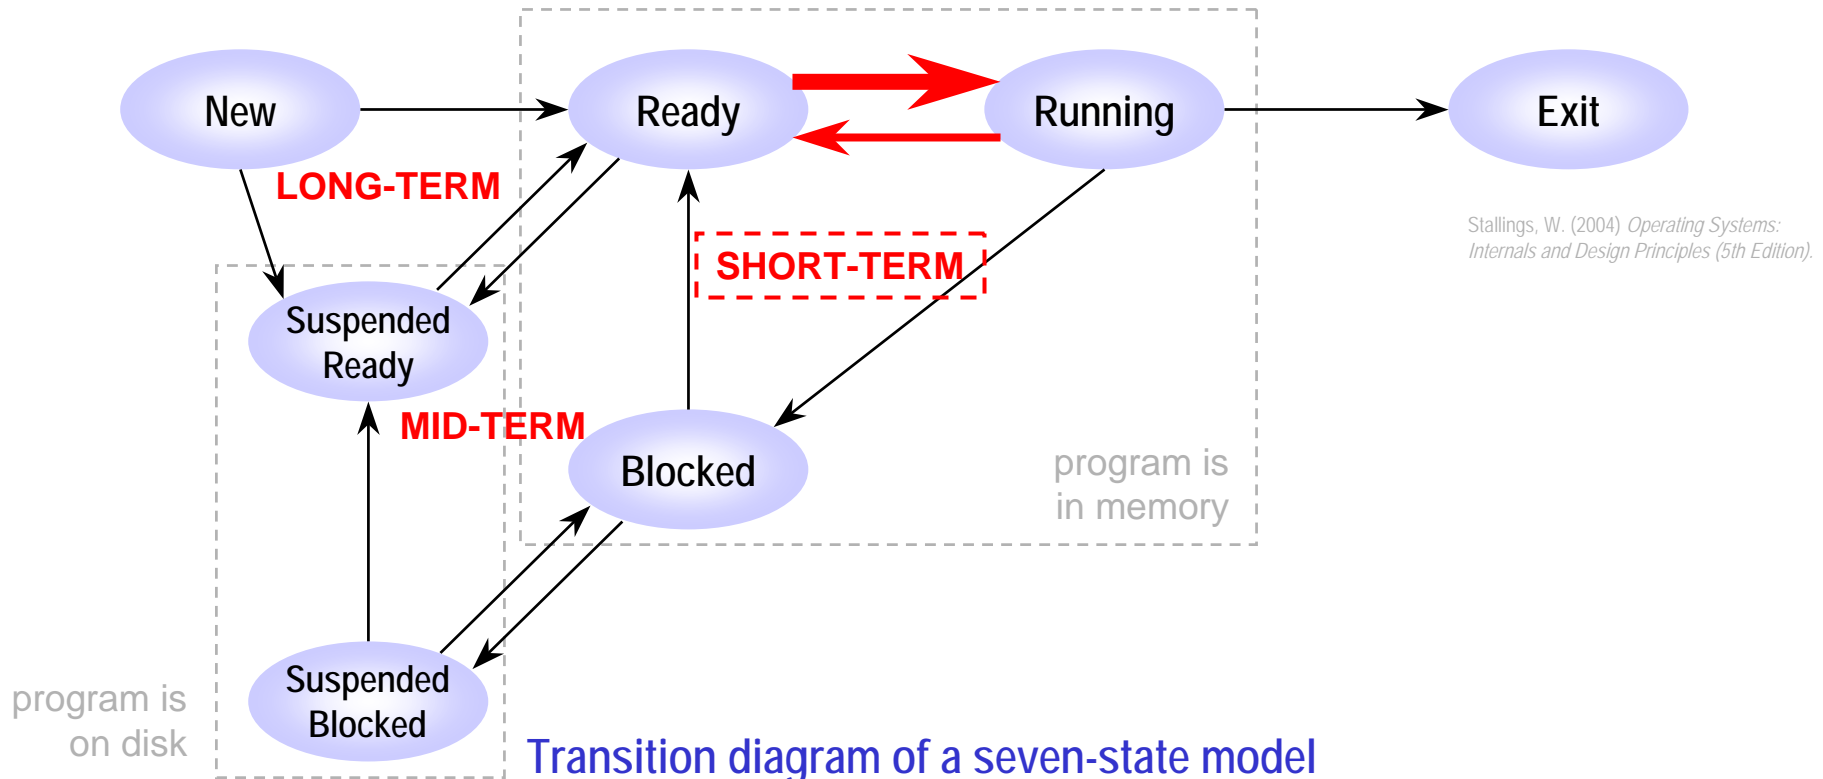 New
Ready
Running
Exit
LONG-TERM
Stallings, W. (2004) Operating Systems:
Internals and Design Principles (5th Edition).
SHORT-TERM
Suspended
Ready
MID-TERM
Blocked
program is
in memory
Suspended
Blocked
program is
on disk
Transition diagram of a seven-state model